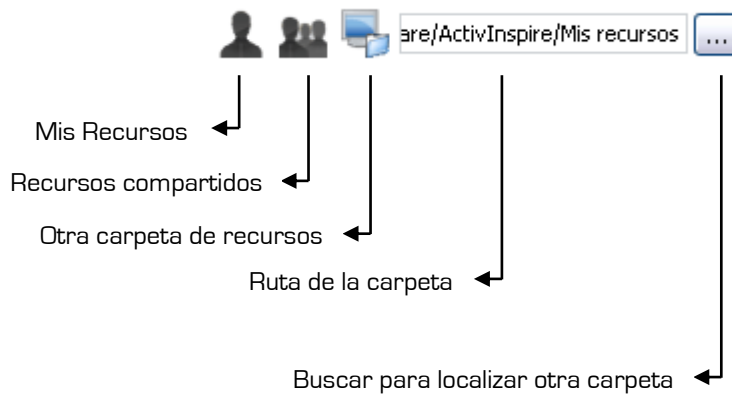 are/ActivInspire/Mis recursos ...
Mis Recursos
Recursos compartidos
Otra carpeta de recursos
Ruta de la carpeta
Buscar para localizar otra carpeta